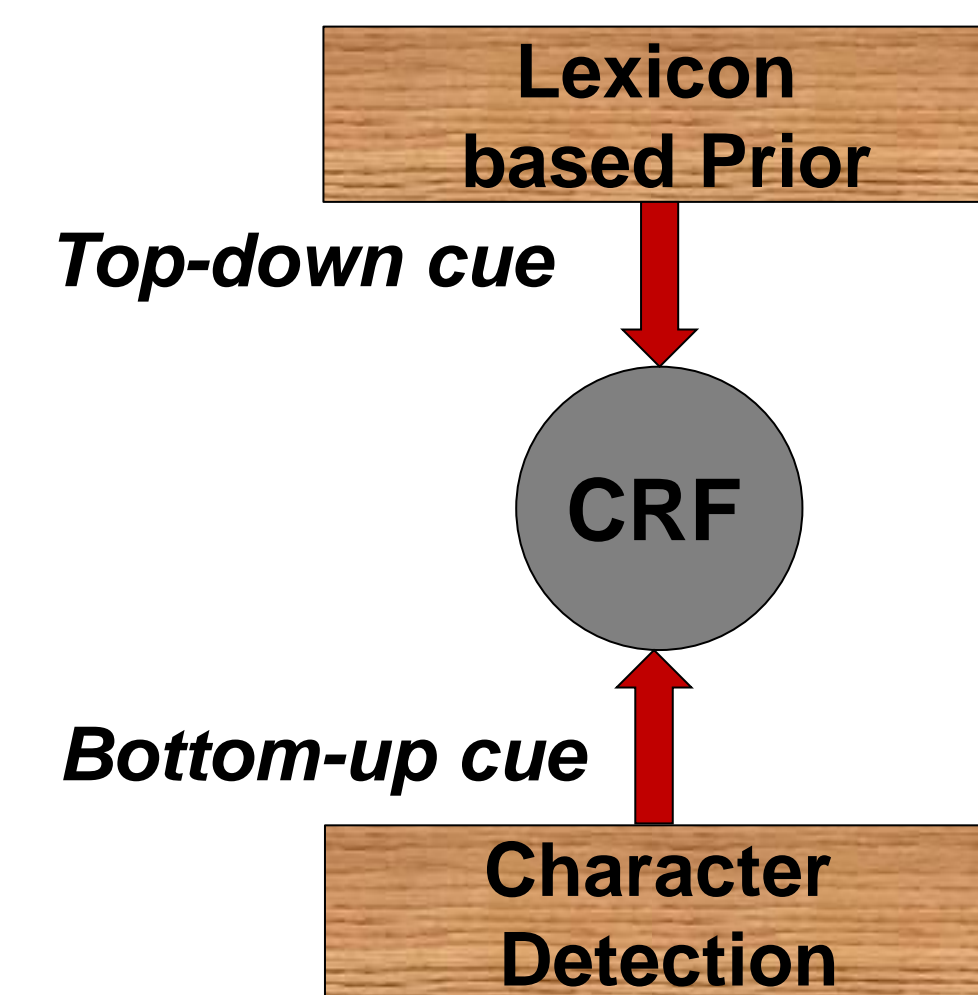 Lexicon
based Prior
Top-down cue
CRF
Bottom-up cue
Character
Detection